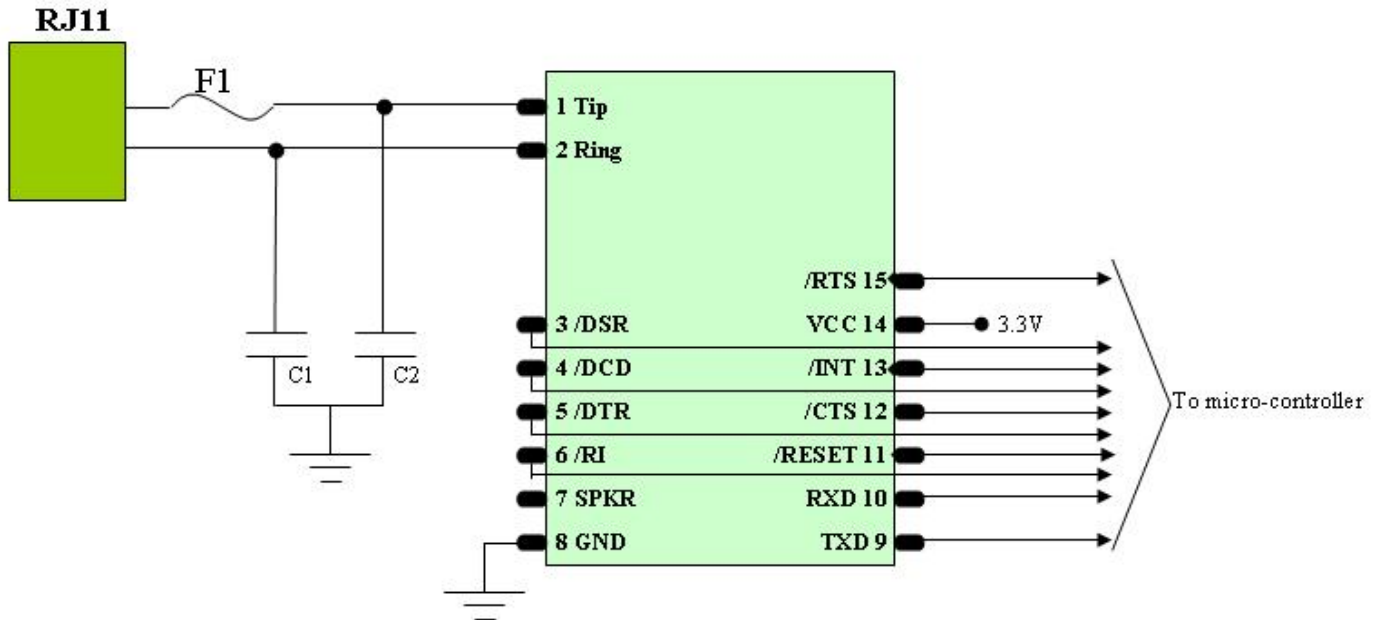 RJ11
F1
1 Tip
2 Ring
/RTS 15
3 /DSR
VCC 14
3.3V
4 /DCD
/INT 13
C1
C2
5 /DTR
/CTS 12
To micro-controller
6 /RI
/RESET 11
7 SPKR
RXD 10
8 GND
TXD 9